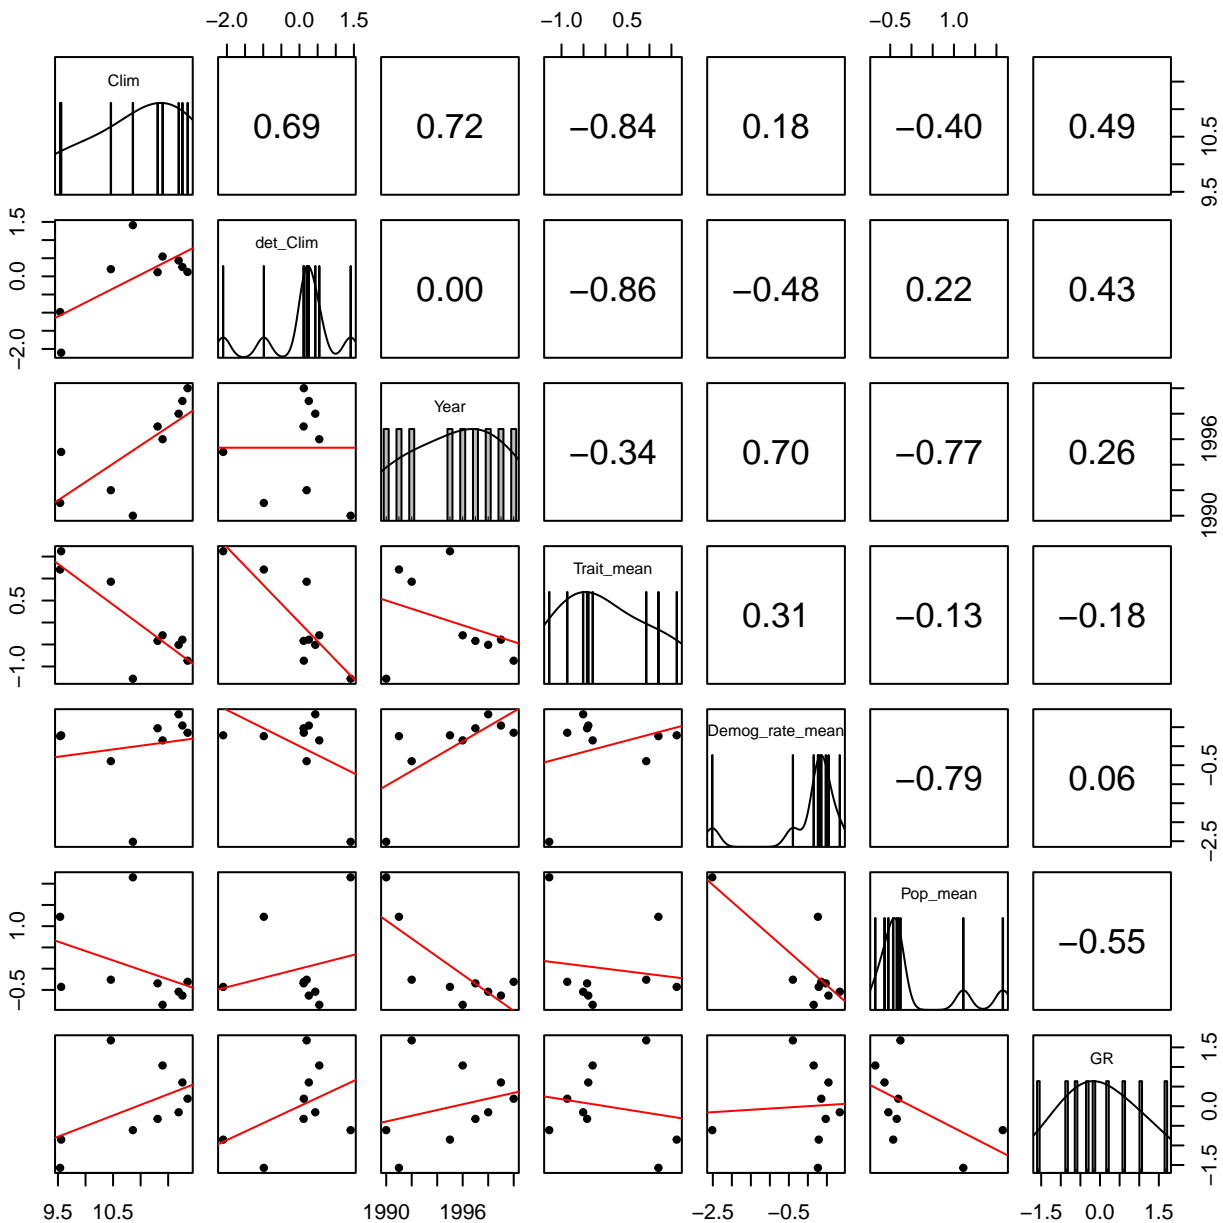 −2.0 0.0 1.5 −1.0 0.5 −0.5 1.0
Clim 0.69 0.72 −0.84 0.18 −0.40 0.49 9.5 10.5
−2.0 0.0 1.5 det_Clim 0.00 −0.86 −0.48 0.22 0.43
Year −0.34 0.70 −0.77 0.26 1990 1996
−1.0 0.5 Trait_mean 0.31 −0.13 −0.18
Demog_rate_mean −0.79 0.06 −2.5 −0.5
−0.5 1.0 Pop_mean −0.55
GR −1.5 0.0 1.5
9.5 10.5 1990 1996 −2.5 −0.5 −1.5 0.0 1.5